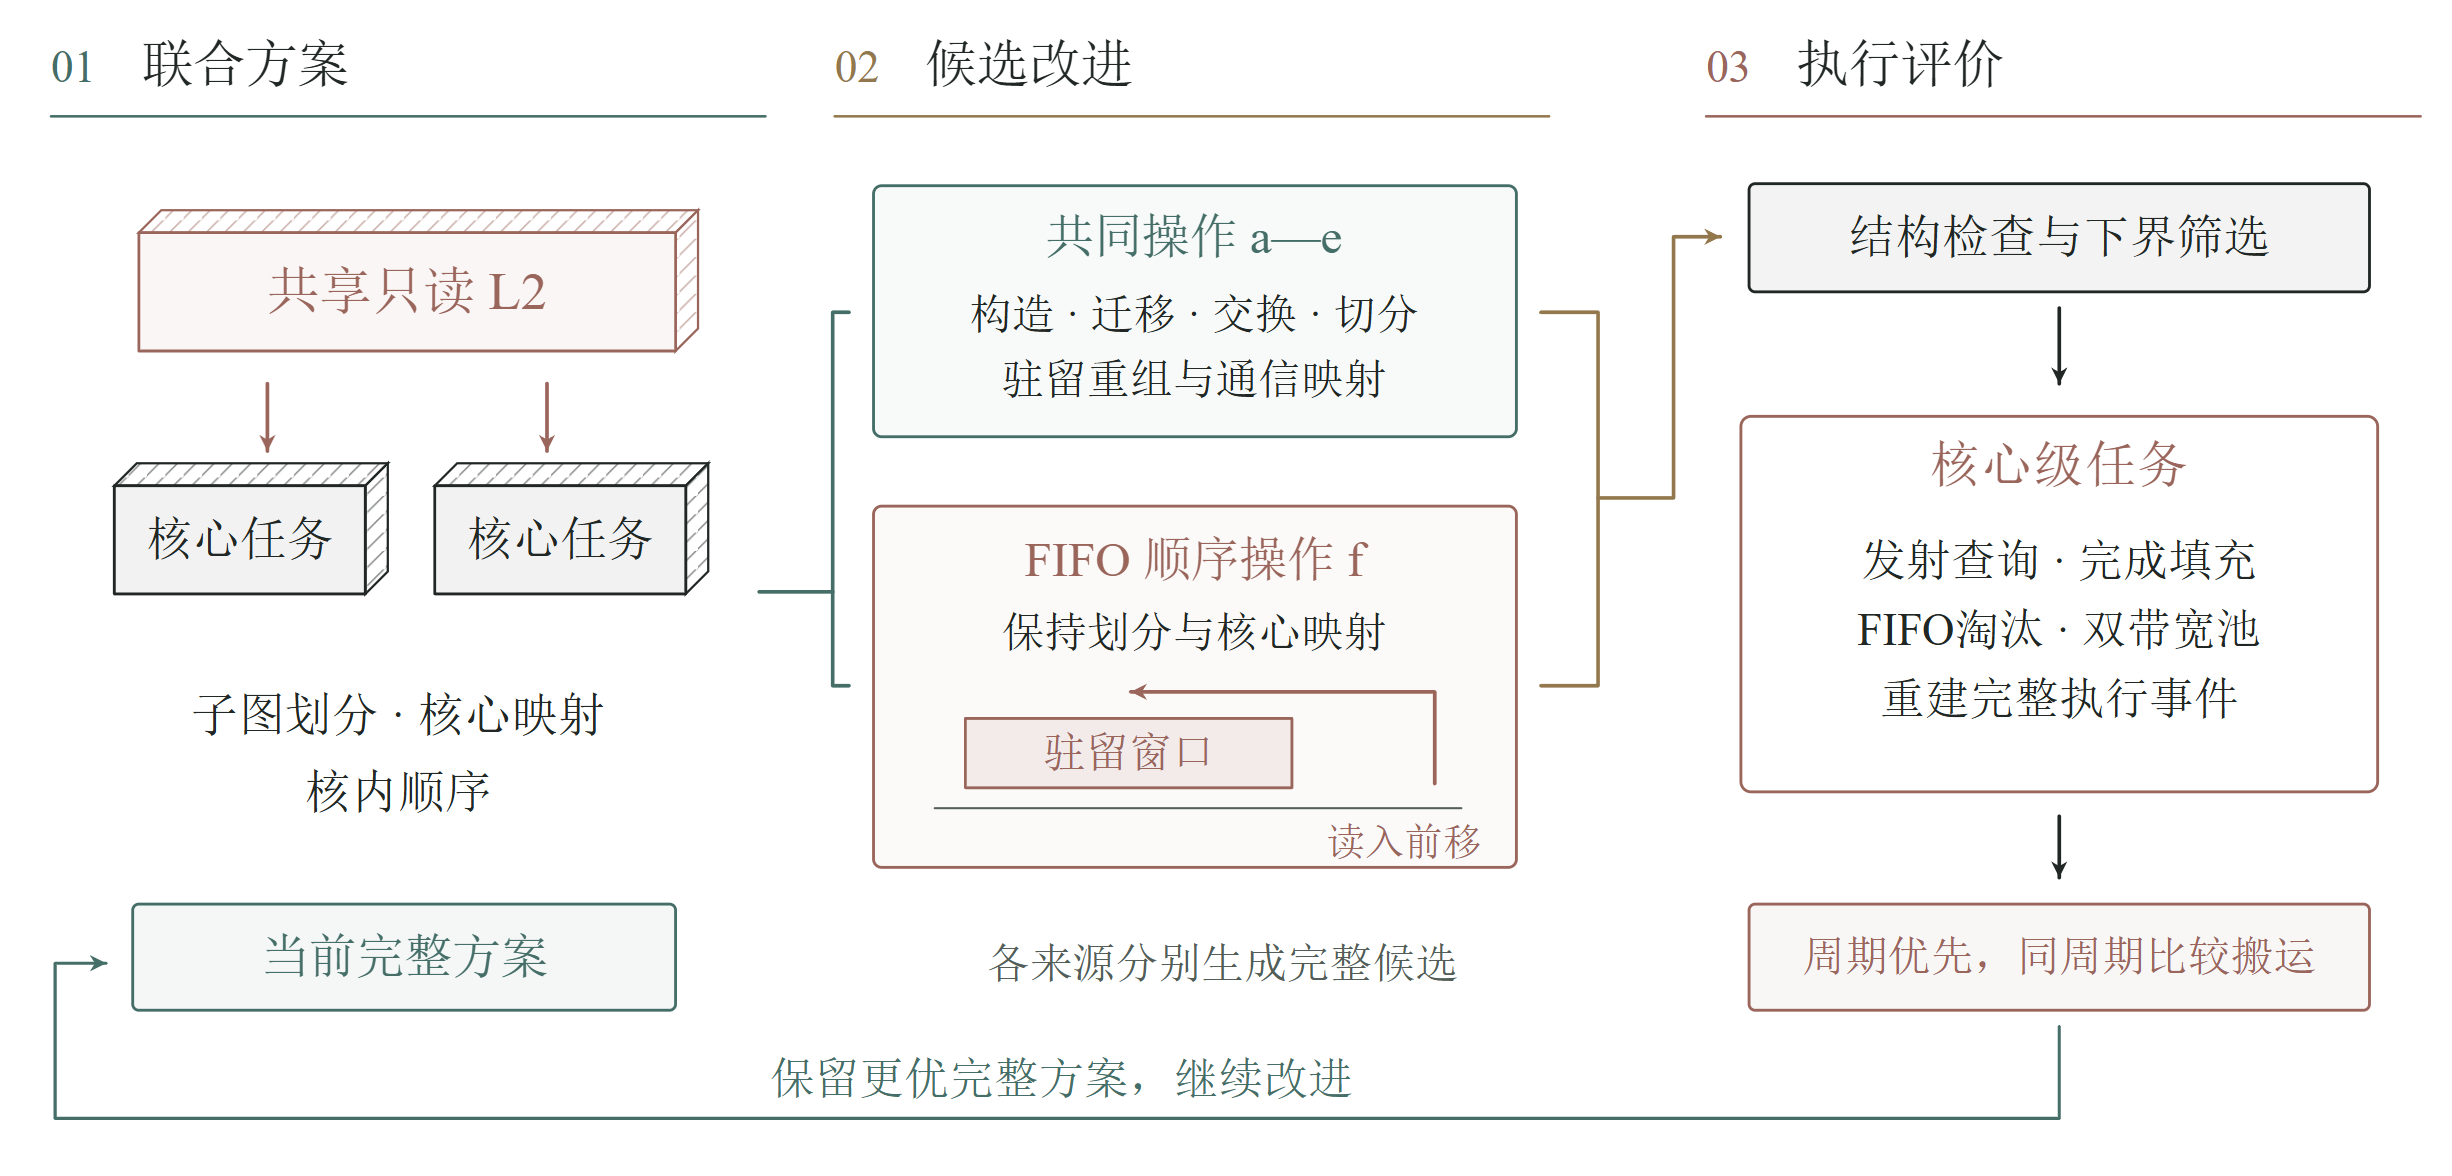 01 联合方案
共享只读 L2
核心任务
核心任务
子图划分 · 核心映射
核内顺序
当前完整方案
02 候选改进
共同操作 a—e
构造 · 迁移 · 交换 · 切分
驻留重组与通信映射
FIFO 顺序操作 f
保持划分与核心映射
驻留窗口
读入前移
各来源分别生成完整候选
03 执行评价
结构检查与下界筛选
核心级任务
发射查询 · 完成填充
FIFO淘汰 · 双带宽池
重建完整执行事件
周期优先，同周期比较搬运
保留更优完整方案，继续改进